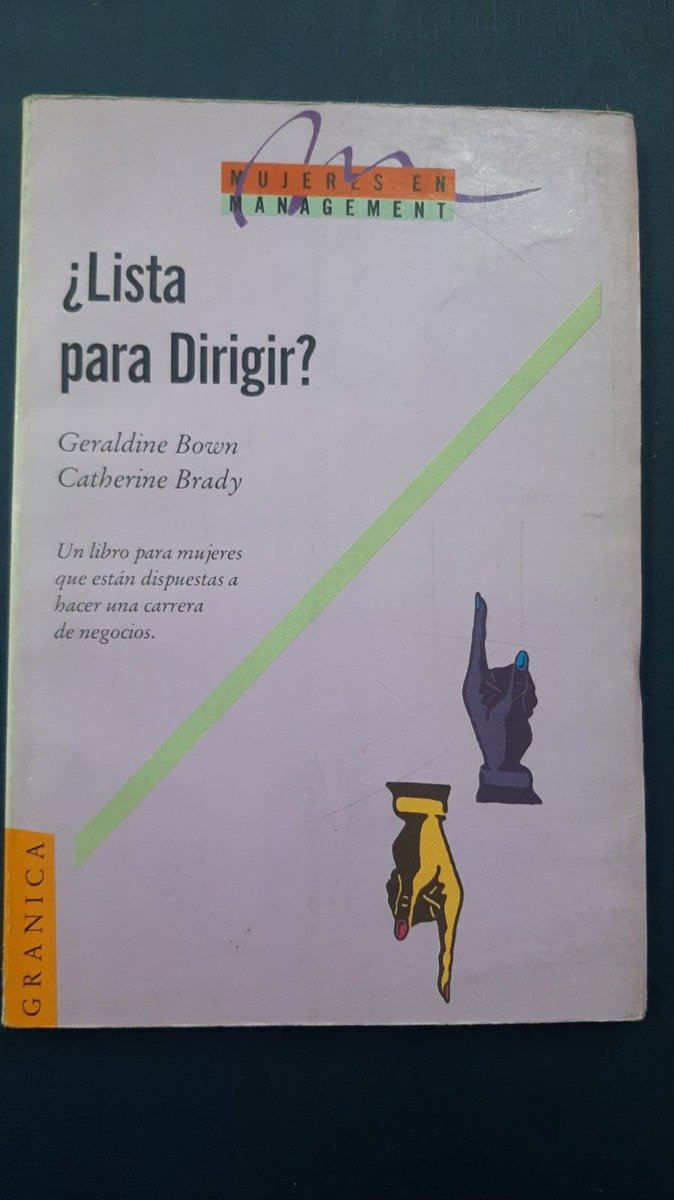 MUJERES EN
MANAGEMENT
¿Lista
para Dirigir?
Geraldine Bown
Catherine Brady
Un libro para mujeres
que están dispuestas a
hacer una carrera
de negocios.
GRANICA